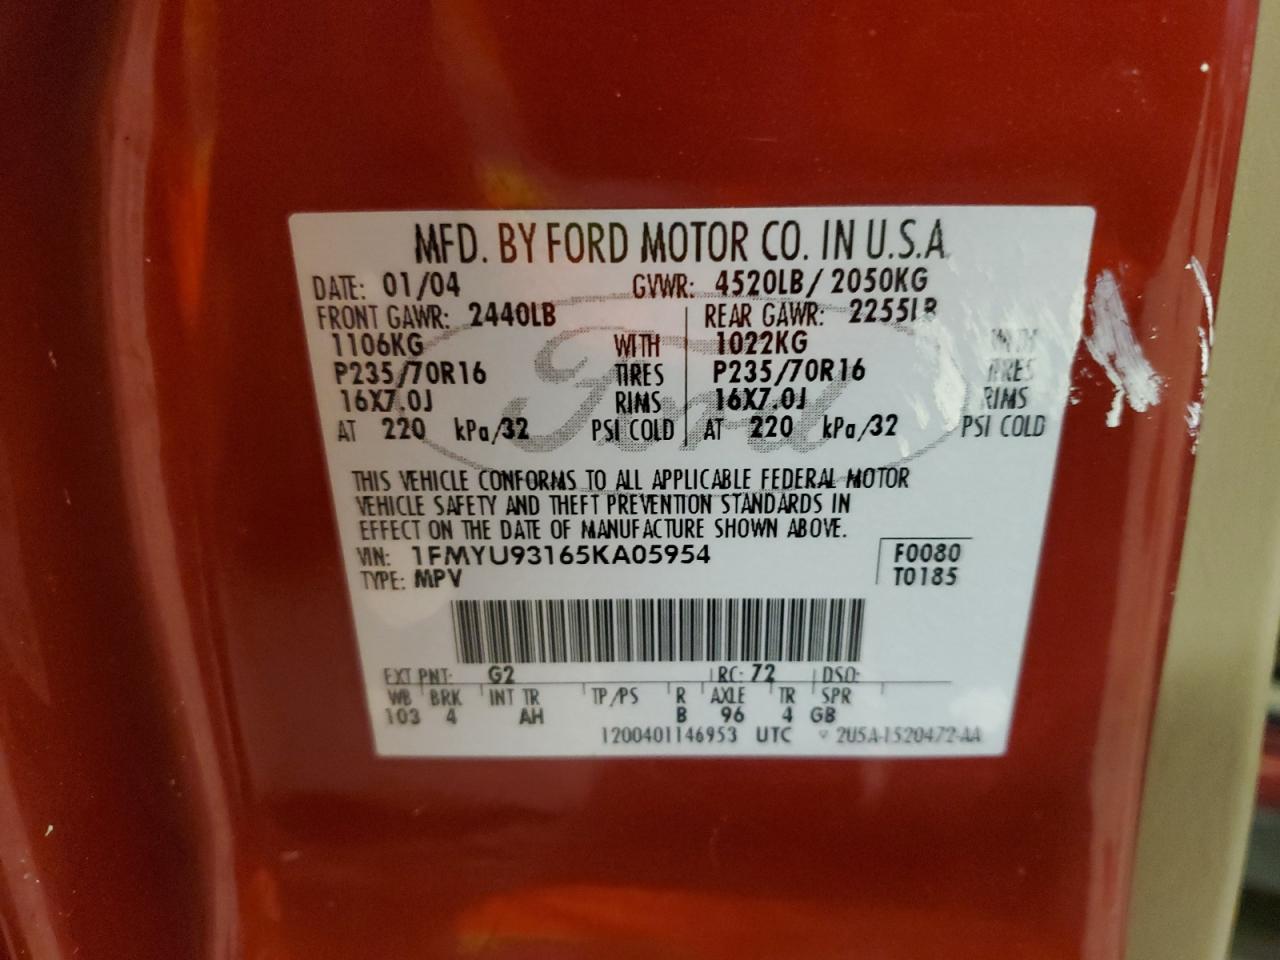 MFD. BY FORD MOTOR CO. IN U.S.A.
DATE: 01/04 GVWR: 4520LB/ 2050KG
FRONT GAWR: 2440LB REAR GAWR: 2255LB
1106KG WITH 1022KG WITH
P235/70R16 TIRES P235/70R16 TIRES
16X7.0J RIMS 16X7.0J RIMS
AT 220 kPa/32 PSI COLD AT 220 kPa/32 PSI COLD
Ford
THIS VEHICLE CONFORMS TO ALL APPLICABLE FEDERAL MOTOR
VEHICLE SAFETY AND THEFT PREVENTION STANDARDS IN
EFFECT ON THE DATE OF MANUFACTURE SHOWN ABOVE.
VIN: 1FMYU93165KA05954 F0080
TYPE: MPV T0185
EXT PNT: G2 RC: 72 DSO:
WB BRK INT TR TP/PS R AXLE TR SPR
103 4 AH B 96 4 GB
1200401146953 UTC 2U5A-1520472-AA